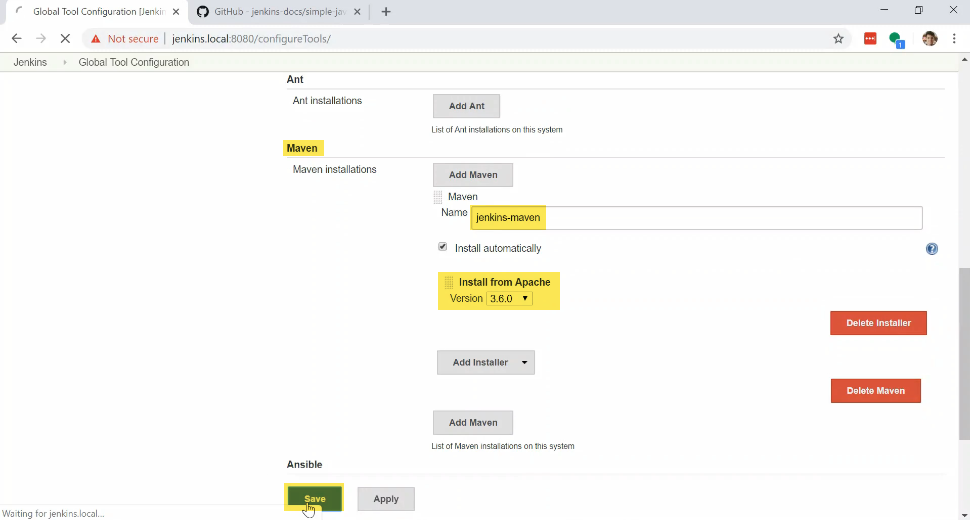 Global Tool Configuration [Jenkin
GitHub - jenkins-docs/simple-jav
Not secure
jenkins.local:8080/configureTools/
1
Jenkins
Global Tool Configuration
Ant
Ant installations
Add Ant
List of Ant installations on this system
Maven
Maven installations
Add Maven
Maven
Name jenkins-maven
Install automatically
Install from Apache
Version 3.6.0
Delete Installer
Add Installer
Delete Maven
Add Maven
List of Maven installations on this system
Ansible
Save
Apply
Waiting for jenkins.local...